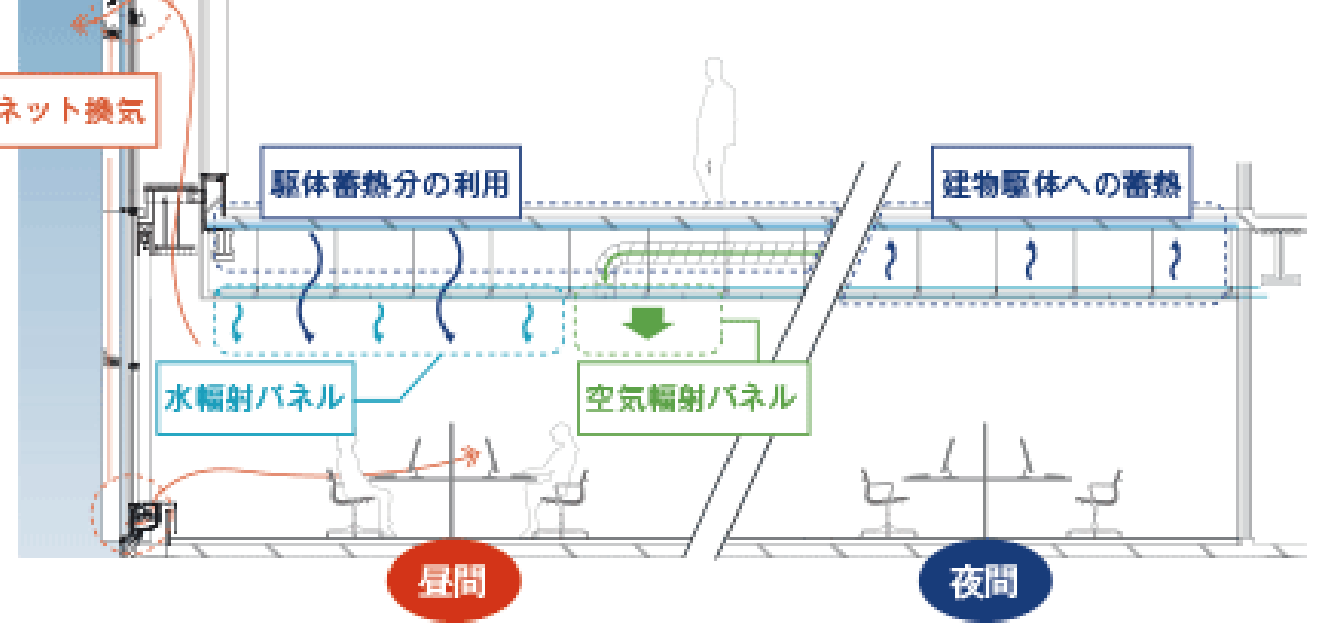 ネット換気
駆体蓄熱分の利用
建物駆体への蓄熱
水輻射パネル
空気輻射パネル
昼間
夜間